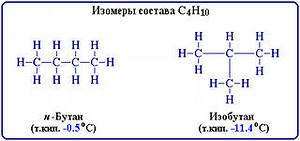 Изомеры состава C4H10
H H H H
H–C–C–C–C–H
H H H H
H H H
H–C–C–C–H
H H
H–C–H
H
н-Бутан
(т.кип. -0.5°C)
Изобутан
(т.кип. -11.4°C)